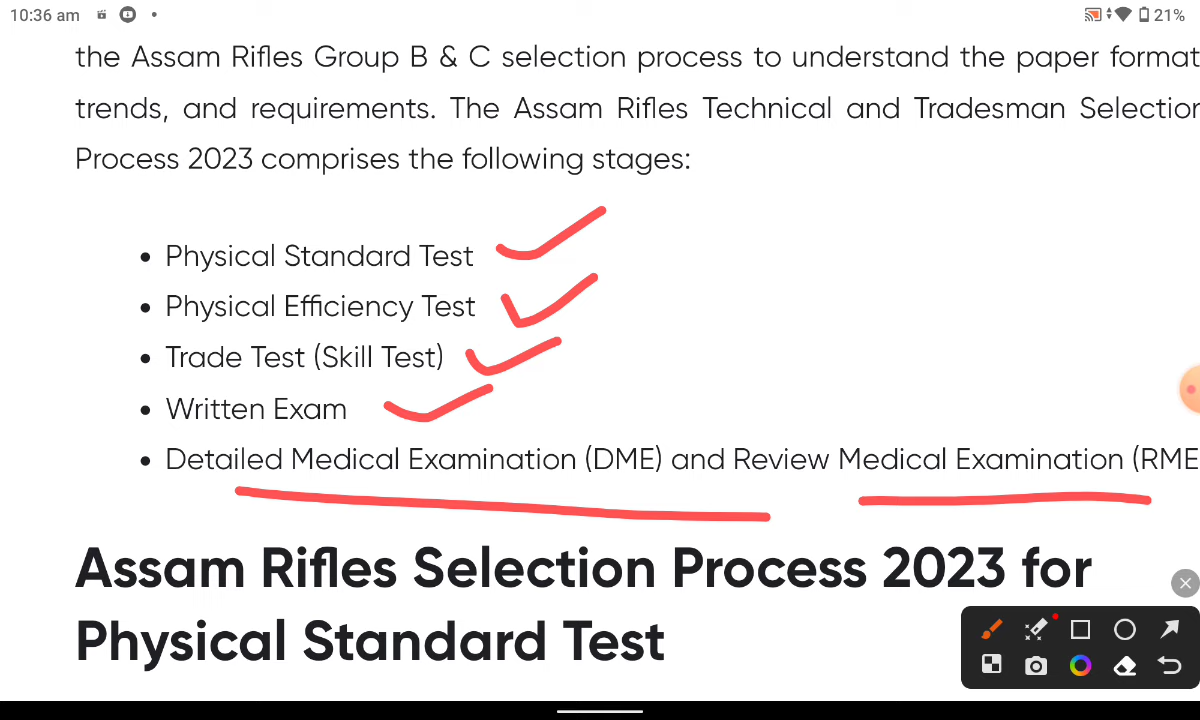 10:36 am
21%
the Assam Rifles Group B & C selection process to understand the paper format
trends, and requirements. The Assam Rifles Technical and Tradesman Selection
Process 2023 comprises the following stages:
• Physical Standard Test
• Physical Efficiency Test
• Trade Test (Skill Test)
• Written Exam
• Detailed Medical Examination (DME) and Review Medical Examination (RME
Assam Rifles Selection Process 2023 for
Physical Standard Test